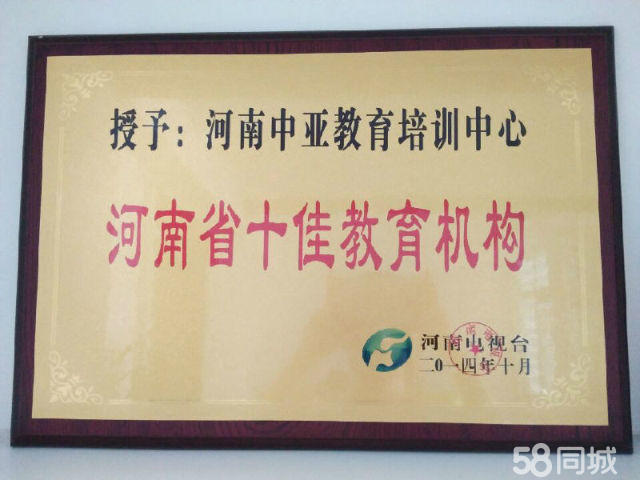 授予：河南中亚教育培训中心
河南省十佳教育机构
河南电视台
二0一四年十月
58同城